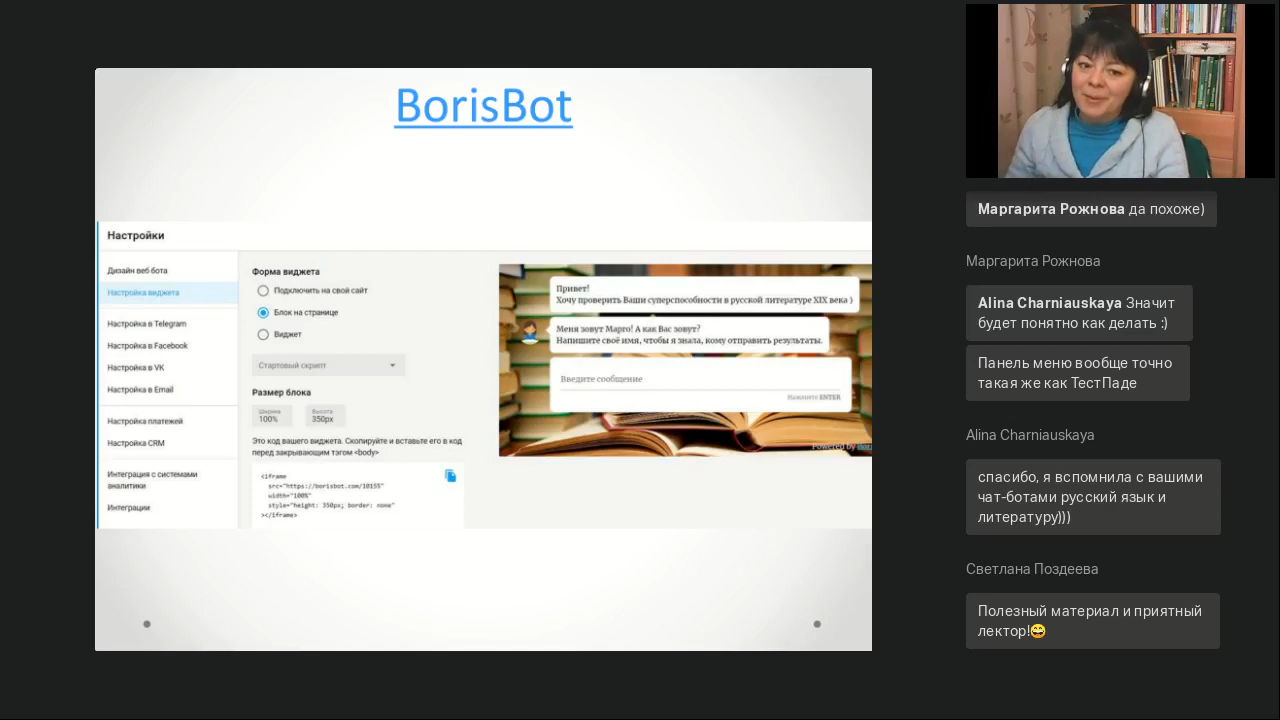 BorisBot
Настройки
Дизайн веб бота
Настройка виджета
Настройка в Telegram
Настройка в Facebook
Настройка в VK
Настройка в Email
Настройка платежей
Настройка CRM
Интеграция с системами
аналитики
Интеграции
Форма виджета
Подключить на свой сайт
Блок на странице
Виджет
Стартовый скрипт
Размер блока
Ширина
100%
Высота
350px
Это код вашего виджета. Скопируйте и вставьте его в код
перед закрывающим тэгом <body>
<iframe
src="https://borisbot.com/10155"
width="100%"
style="height: 350px; border: none"
></iframe>
Привет!
Хочу проверить Ваши суперспособности в русской литературе XIX века )
Меня зовут Марго! А как Вас зовут?
Напишите своё имя, чтобы я знала, кому отправить результаты.
Введите сообщение
Нажмите ENTER
Powered by
Маргарита Рожнова да похоже)
Маргарита Рожнова
Alina Charniauskaya Значит
будет понятно как делать :)
Панель меню вообще точно
такая же как ТестПаде
Alina Charniauskaya
спасибо, я вспомнила с вашими
чат-ботами русский язык и
литературу)))
Светлана Поздеева
Полезный материал и приятный
лектор!😄